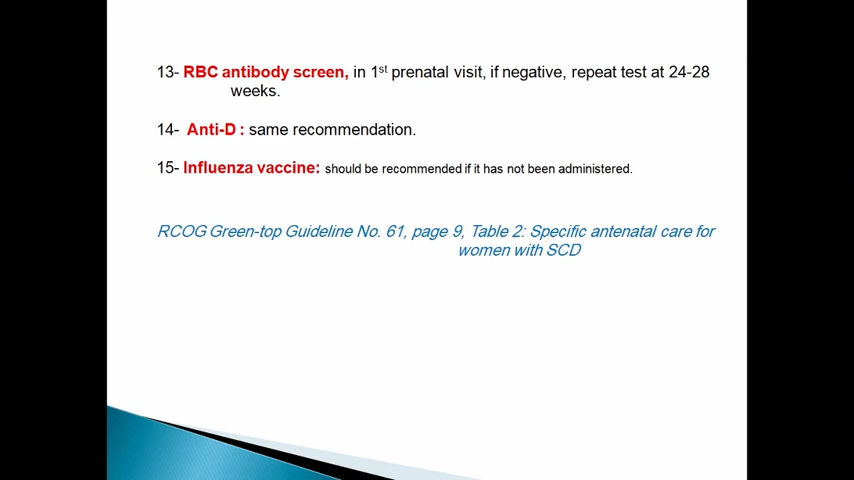 13- RBC antibody screen, in 1st prenatal visit, if negative, repeat test at 24-28
weeks.
14- Anti-D : same recommendation.
15- Influenza vaccine: should be recommended if it has not been administered.
RCOG Green-top Guideline No. 61, page 9, Table 2: Specific antenatal care for
women with SCD